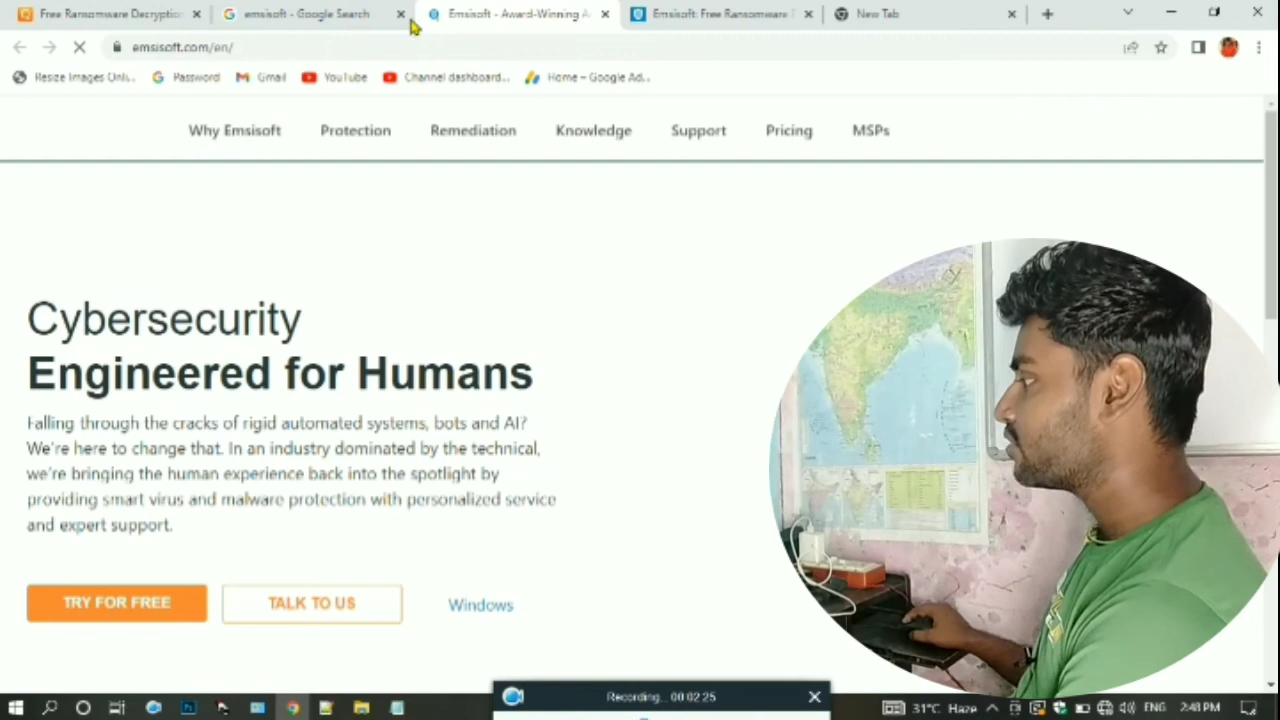 Free Ransomware Decryptio
emsisoft - Google Search
Emsisoft - Award-Winning A
Emsisoft: Free Ransomware
New Tab
emsisoft.com/en/
Resize Images Onli...
Password
Gmail
YouTube
Channel dashboard...
Home – Google Ad...
Why Emsisoft
Protection
Remediation
Knowledge
Support
Pricing
MSPs
Cybersecurity
Engineered for Humans
Falling through the cracks of rigid automated systems, bots and AI?
We're here to change that. In an industry dominated by the technical,
we're bringing the human experience back into the spotlight by
providing smart virus and malware protection with personalized service
and expert support.
TRY FOR FREE
TALK TO US
Windows
Recording... 00:02:25
31°C Haze
ENG
2:48 PM